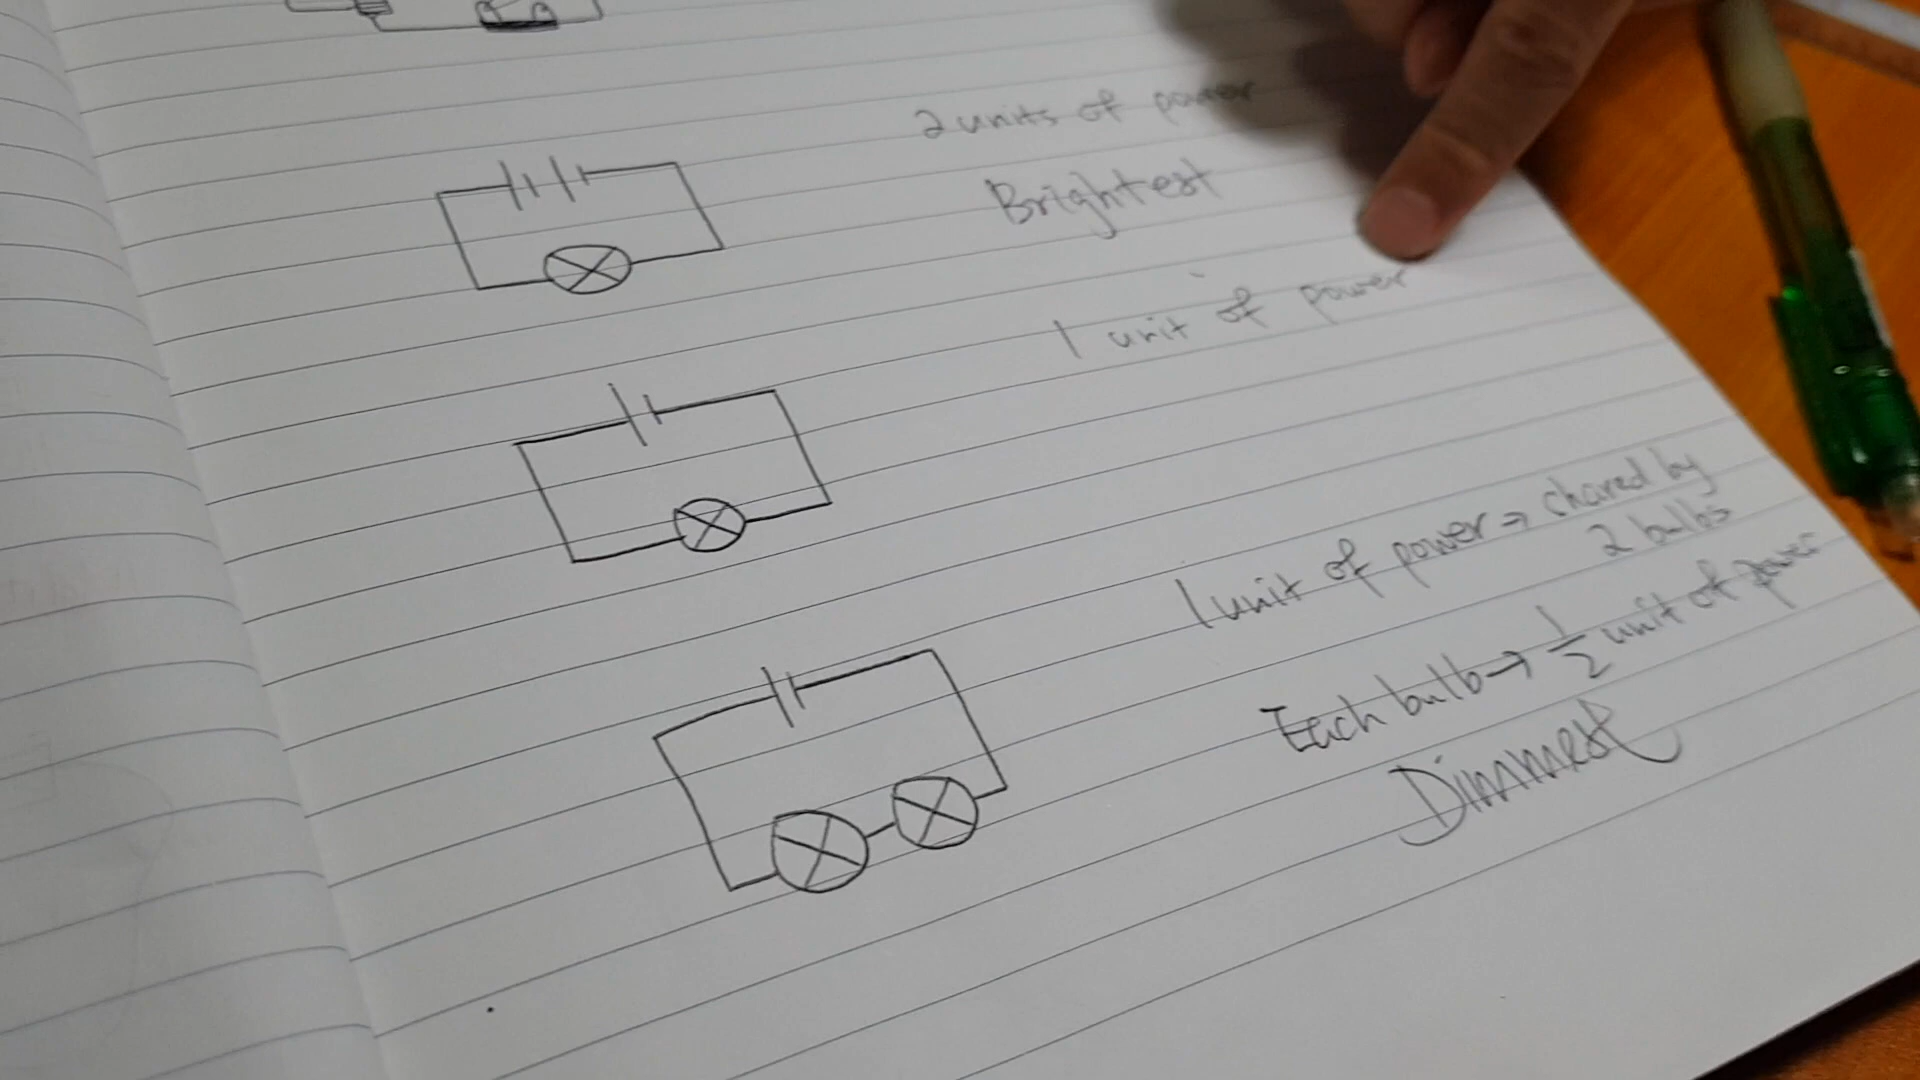 2 units of power
Brightest
1 unit of power
1 unit of power → shared by
2 bulbs
Each bulb → 1/2 unit of power
Dimmest